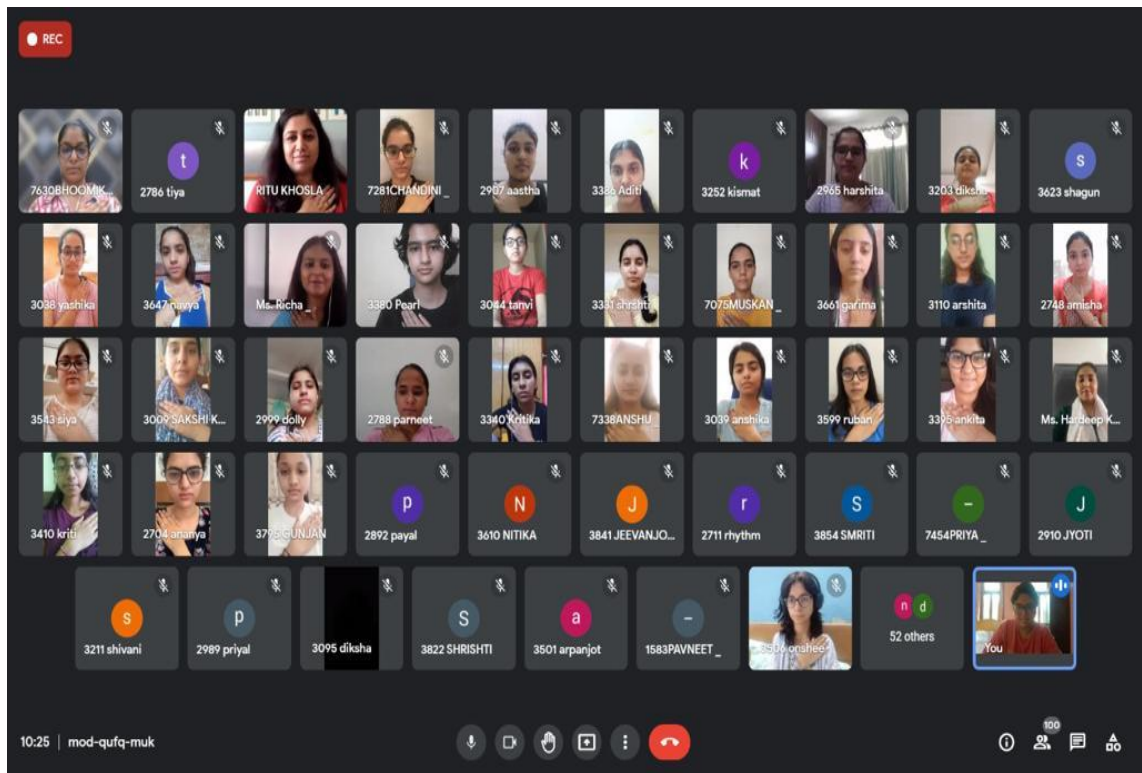 REC
7630BHOOMIK...
t
2786 tiya
RITU KHOSLA
7281CHANDINI _
2907 aastha
3386 Aditi
k
3252 kismat
2965 harshita
3203 diksha
s
3623 shagun
3038 yashika
3647 navya
Ms. Richa _
3380 Pearl
3044 tanvi
3331 shrshti
7075MUSKAN _
3661 garima
3110 arshita
2748 amisha
3543 siya
3009 SAKSHI K...
2999 dolly
2788 parneet
3340 Kritika
7338ANSHU _
3039 anshika
3599 ruban
3395 ankita
Ms. Hardeep K...
3410 kriti
2704 ananya
3795 GUNJAN
p
2892 payal
N
3610 NITIKA
J
3841 JEEVANJO...
r
2711 rhythm
S
3854 SMRITI
–
7454PRIYA _
J
2910 JYOTI
s
3211 shivani
p
2989 priyal
3095 diksha
S
3822 SHRISHTI
a
3501 arpanjot
–
1583PAVNEET _
onshee
n d
52 others
You
10:25 | mod-qufq-muk
100